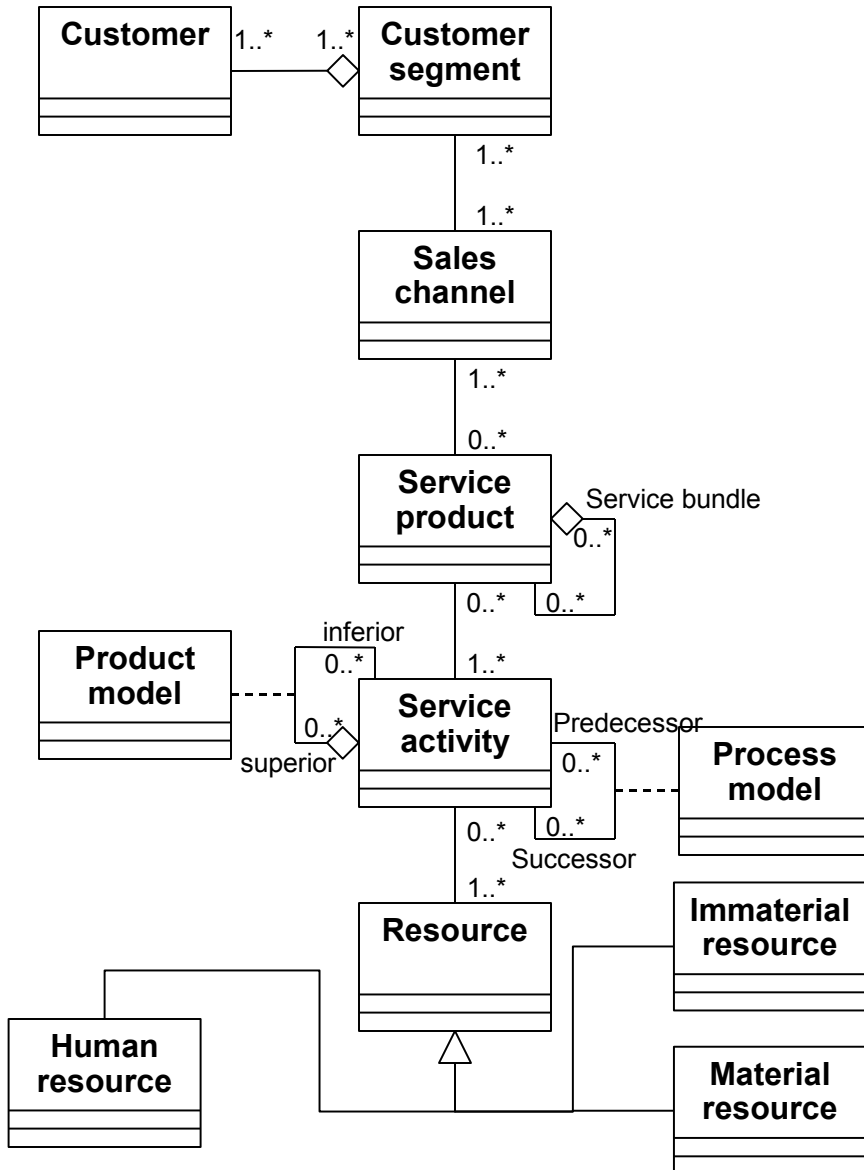 Customer
1..*
1..*
Customer
segment
1..*
1..*
Sales
channel
1..*
0..*
Service
product
Service bundle
0..*
0..*
0..*
inferior
0..*
1..*
Product
model
0..*
superior
Service
activity
Predecessor
0..*
Process
model
0..*
0..*
Successor
1..*
Resource
Immaterial
resource
Human
resource
Material
resource